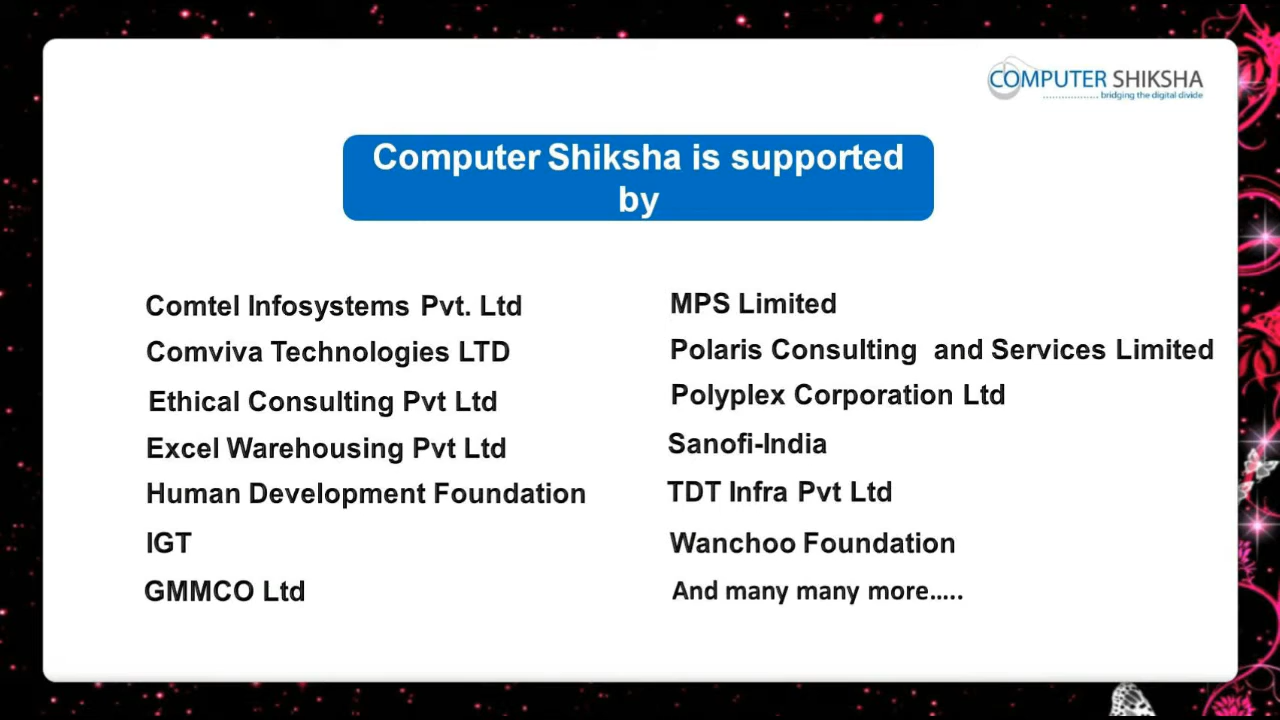 COMPUTER SHIKSHA
bridging the digital divide
Computer Shiksha is supported
by
Comtel Infosystems Pvt. Ltd
Comviva Technologies LTD
Ethical Consulting Pvt Ltd
Excel Warehousing Pvt Ltd
Human Development Foundation
IGT
GMMCO Ltd
MPS Limited
Polaris Consulting and Services Limited
Polyplex Corporation Ltd
Sanofi-India
TDT Infra Pvt Ltd
Wanchoo Foundation
And many many more.....